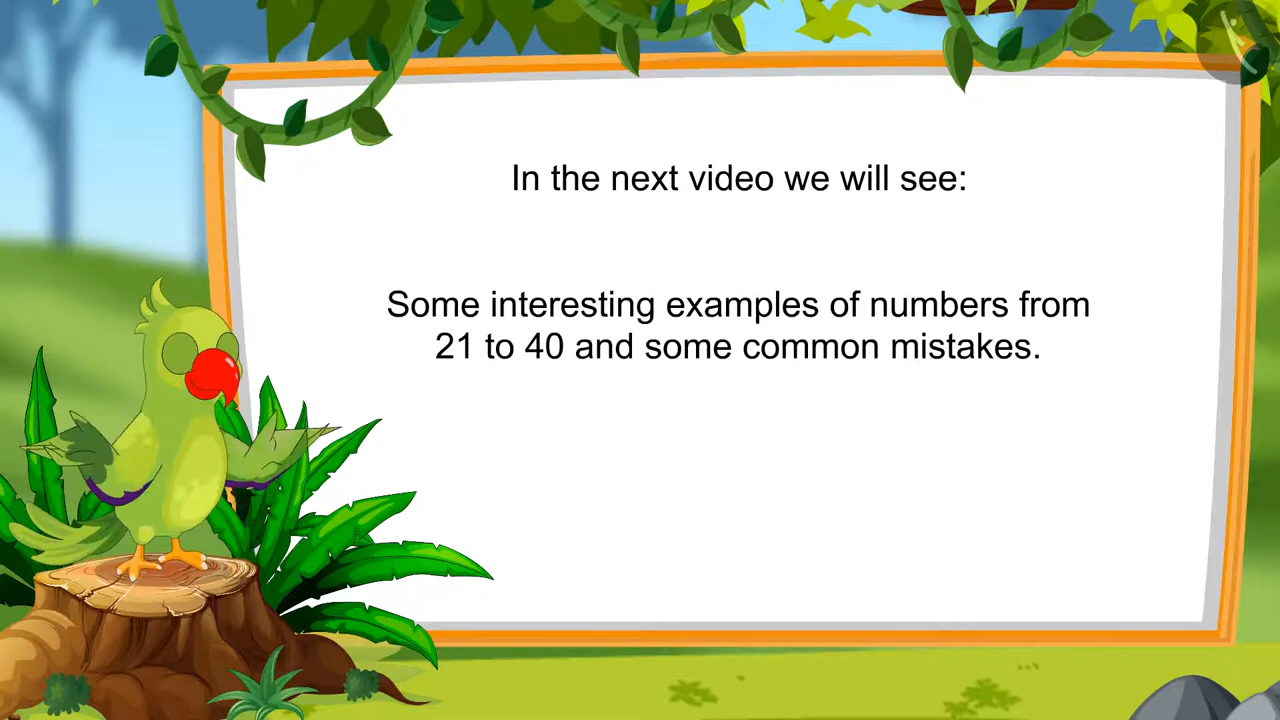 In the next video we will see:
Some interesting examples of numbers from
21 to 40 and some common mistakes.